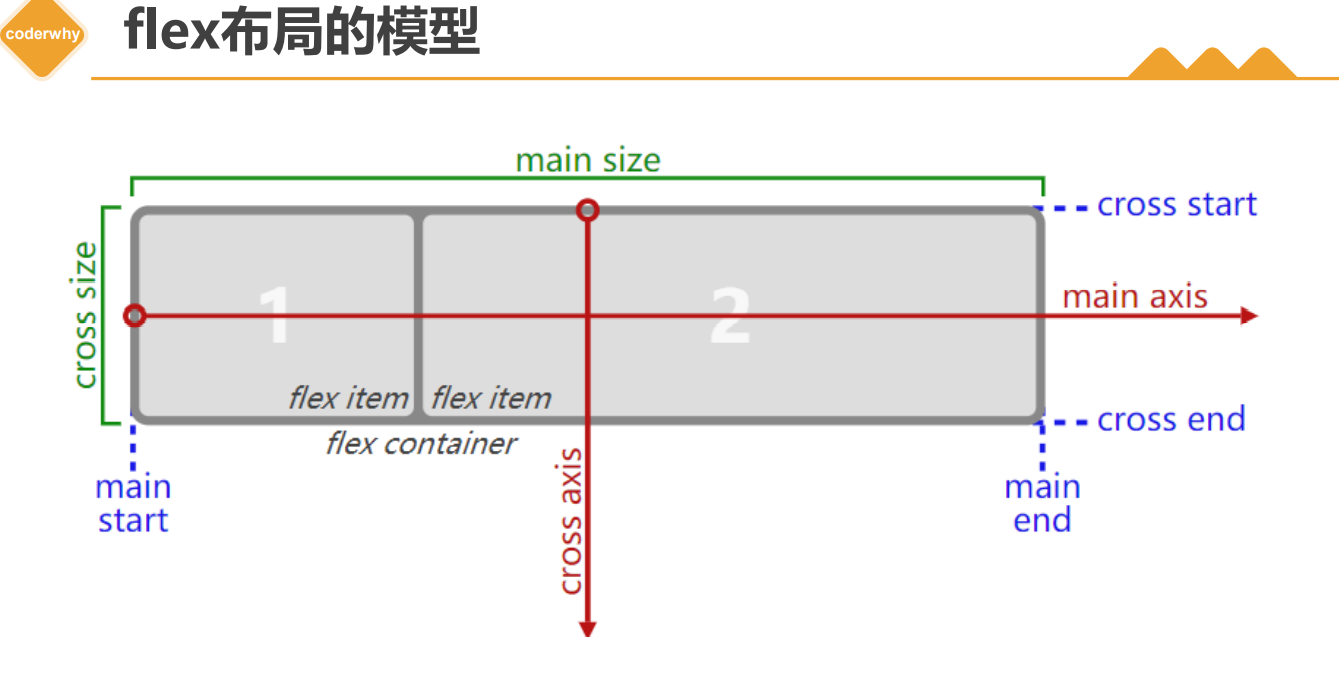 coderwhy
flex布局的模型
main size
cross start
cross size
main axis
1
2
flex item
flex item
cross end
flex container
cross axis
main
start
main
end